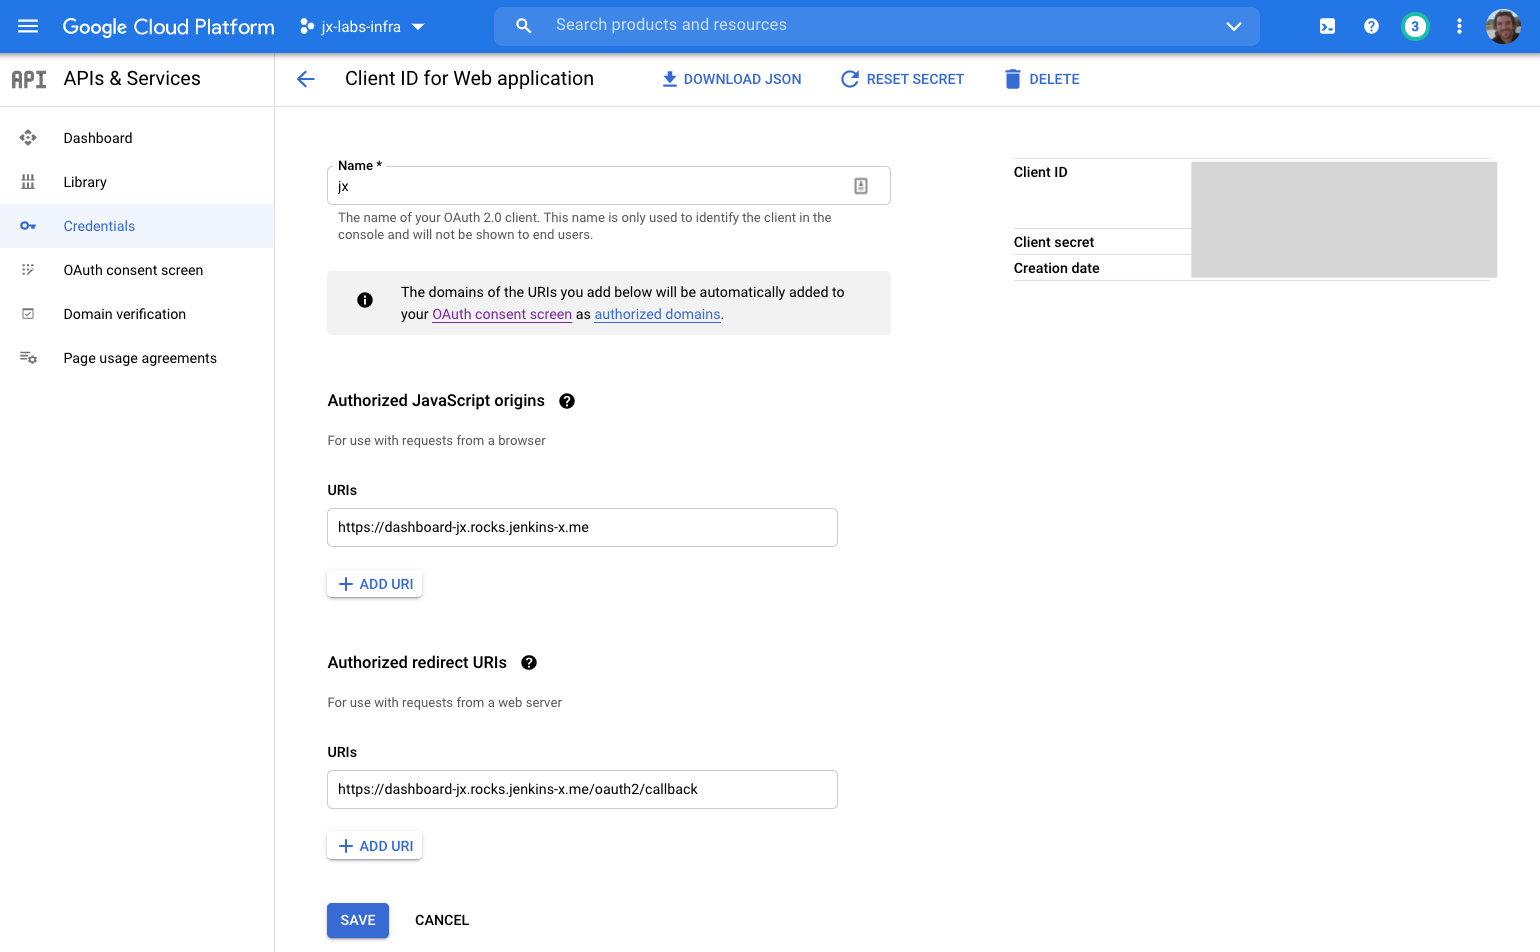 Google Cloud Platform
jx-labs-infra
Search products and resources
3
API
APIs & Services
Client ID for Web application
DOWNLOAD JSON
RESET SECRET
DELETE
Dashboard
Library
Credentials
OAuth consent screen
Domain verification
Page usage agreements
Name *
jx
The name of your OAuth 2.0 client. This name is only used to identify the client in the
console and will not be shown to end users.
The domains of the URIs you add below will be automatically added to
your OAuth consent screen as authorized domains.
Authorized JavaScript origins
For use with requests from a browser
URIs
https://dashboard-jx.rocks.jenkins-x.me
ADD URI
Authorized redirect URIs
For use with requests from a web server
URIs
https://dashboard-jx.rocks.jenkins-x.me/oauth2/callback
ADD URI
SAVE
CANCEL
Client ID
Client secret
Creation date